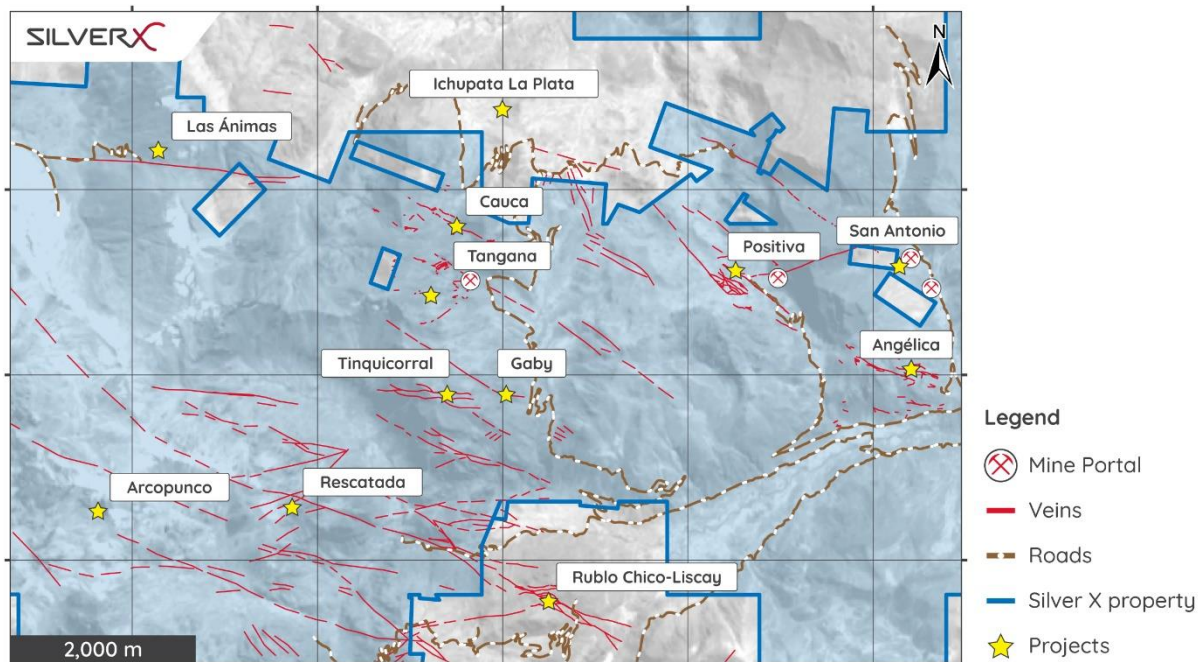 SILVERX
N
Ichupata La Plata
Las Ánimas
Cauca
San Antonio
Positiva
Tangana
Angélica
Tinquicorral
Gaby
Arcopunco
Rescatada
Rublo Chico-Liscay
2,000 m
Legend
Mine Portal
Veins
Roads
Silver X property
Projects